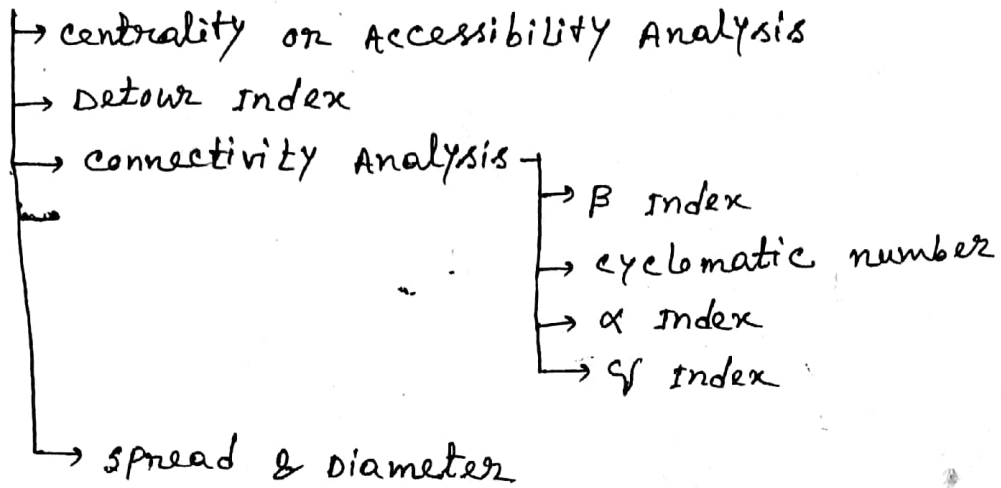 Centrality or Accessibility Analysis
Detour Index
Connectivity Analysis
β Index
Cyclomatic number
α Index
γ Index
Spread & Diameter